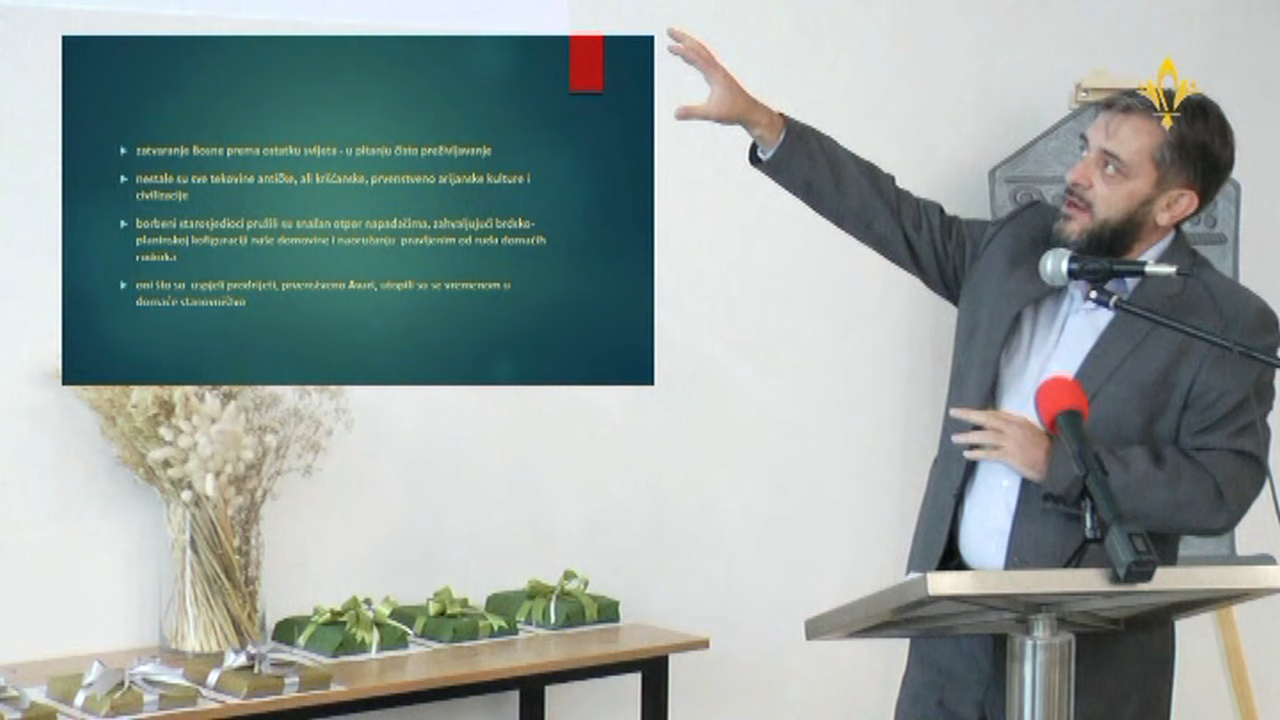 zatvaranje Bosne prema ostatku svijeta - u pitanju čisto preživljavanje
nestale su sve tekovine antičke, ali kršćanske, prvenstveno arijanske kulture i
civilizacije
borbeni starosjedioci pružili su snažan otpor napadačima, zahvaljujući brdsko-
planinskoj kofiguraciji naše domovine i naoružanju pravljenim od ruda domaćih
rudnika
oni što su uspjeli prodrijeti, prvenstveno Avari, utopili su se vremenom u
domaće stanovništvo